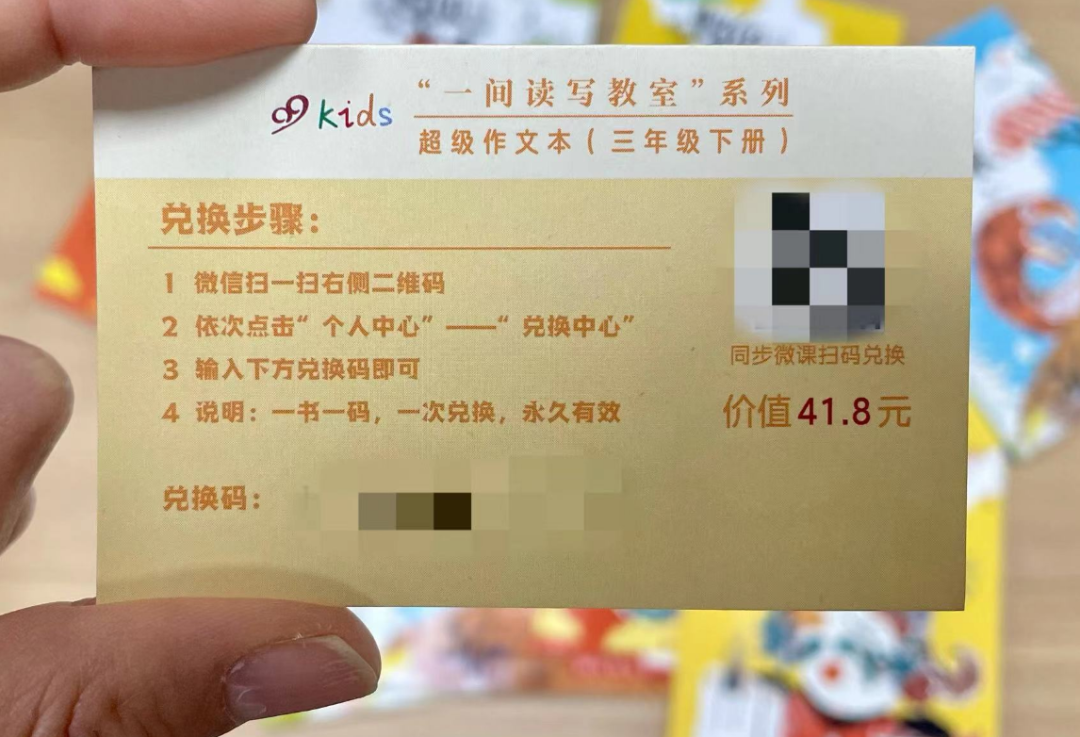 99 kids
“一间读写教室”系列
超级作文本（三年级下册）
兑换步骤：
1 微信扫一扫右侧二维码
2 依次点击“个人中心”——“兑换中心”
3 输入下方兑换码即可
4 说明：一书一码，一次兑换，永久有效
同步微课扫码兑换
价值41.8元
兑换码：